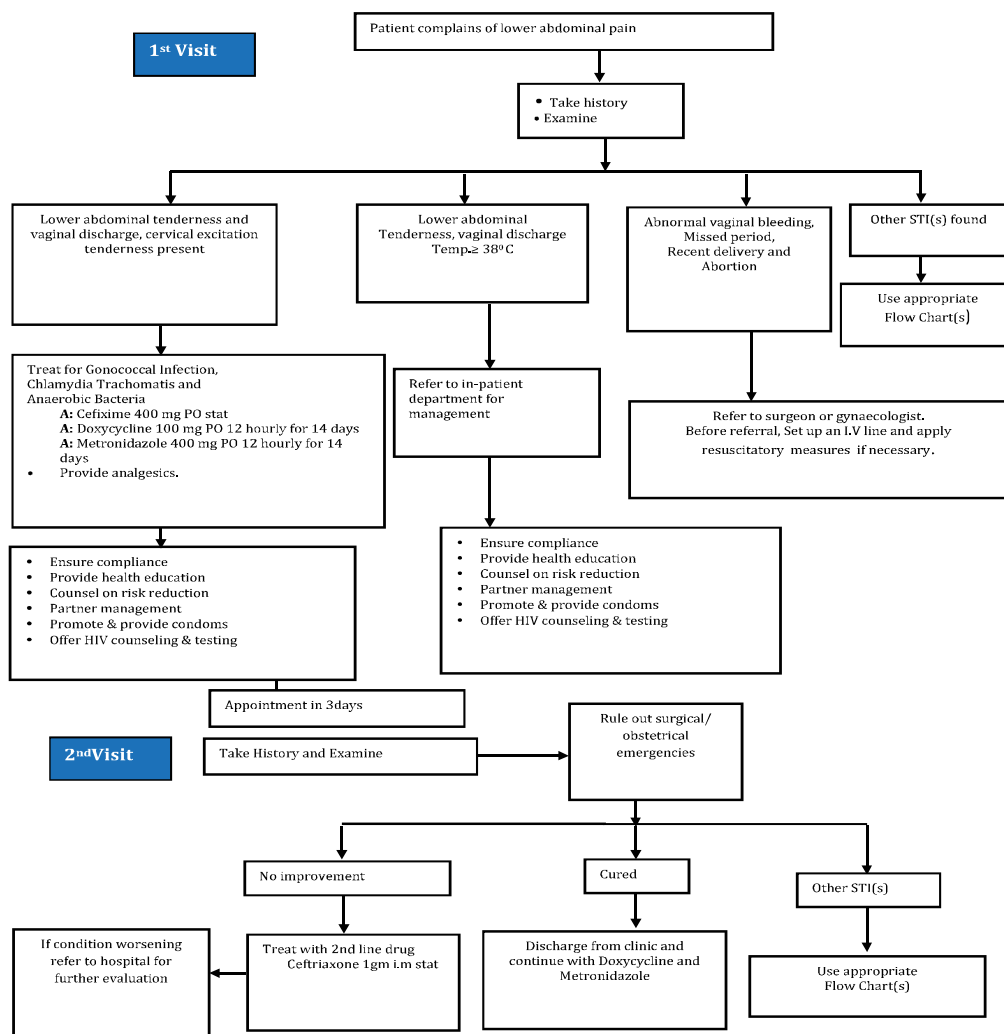 Patient complains of lower abdominal pain
1st Visit
• Take history
• Examine
Lower abdominal tenderness and
vaginal discharge, cervical excitation
tenderness present
Lower abdominal
Tenderness, vaginal discharge
Temp.≥ 38⁰ C
Abnormal vaginal bleeding,
Missed period,
Recent delivery and
Abortion
Other STI(s) found
Use appropriate
Flow Chart(s)
Treat for Gonococcal Infection,
Chlamydia Trachomatis and
Anaerobic Bacteria
A: Cefixime 400 mg PO stat
A: Doxycycline 100 mg PO 12 hourly for 14 days
A: Metronidazole 400 mg PO 12 hourly for 14
days
• Provide analgesics.
Refer to in-patient
department for
management
Refer to surgeon or gynaecologist.
Before referral, Set up an I.V line and apply
resuscitatory measures if necessary.
• Ensure compliance
• Provide health education
• Counsel on risk reduction
• Partner management
• Promote & provide condoms
• Offer HIV counseling & testing
• Ensure compliance
• Provide health education
• Counsel on risk reduction
• Partner management
• Promote & provide condoms
• Offer HIV counseling & testing
Appointment in 3days
2nd Visit
Take History and Examine
Rule out surgical/
obstetrical
emergencies
No improvement
Cured
Other STI(s)
If condition worsening
refer to hospital for
further evaluation
Treat with 2nd line drug
Ceftriaxone 1gm i.m stat
Discharge from clinic and
continue with Doxycycline and
Metronidazole
Use appropriate
Flow Chart(s)